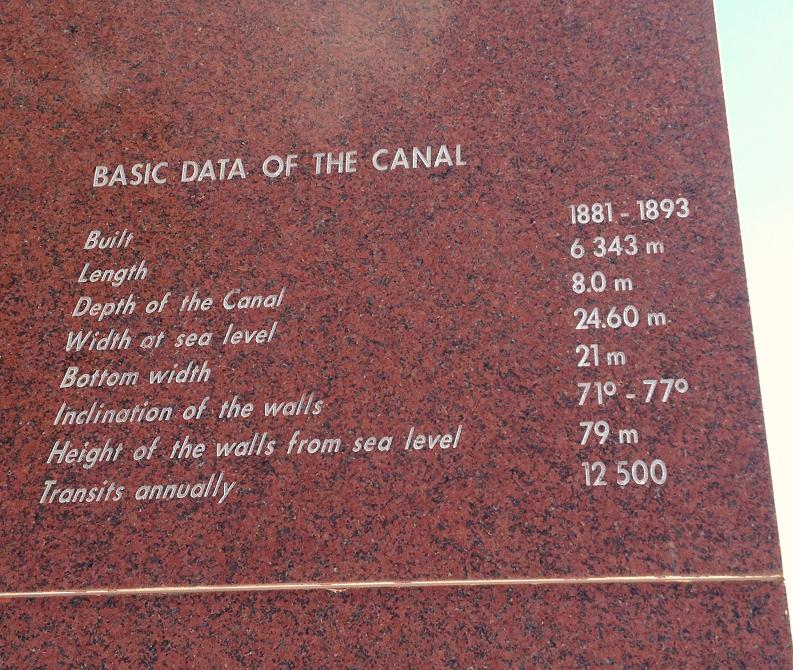 BASIC DATA OF THE CANAL
Built 1881 - 1893
Length 6 343 m
Depth of the Canal 8.0 m
Width at sea level 24.60 m
Bottom width 21 m
Inclination of the walls 71º - 77º
Height of the walls from sea level 79 m
Transits annually 12 500